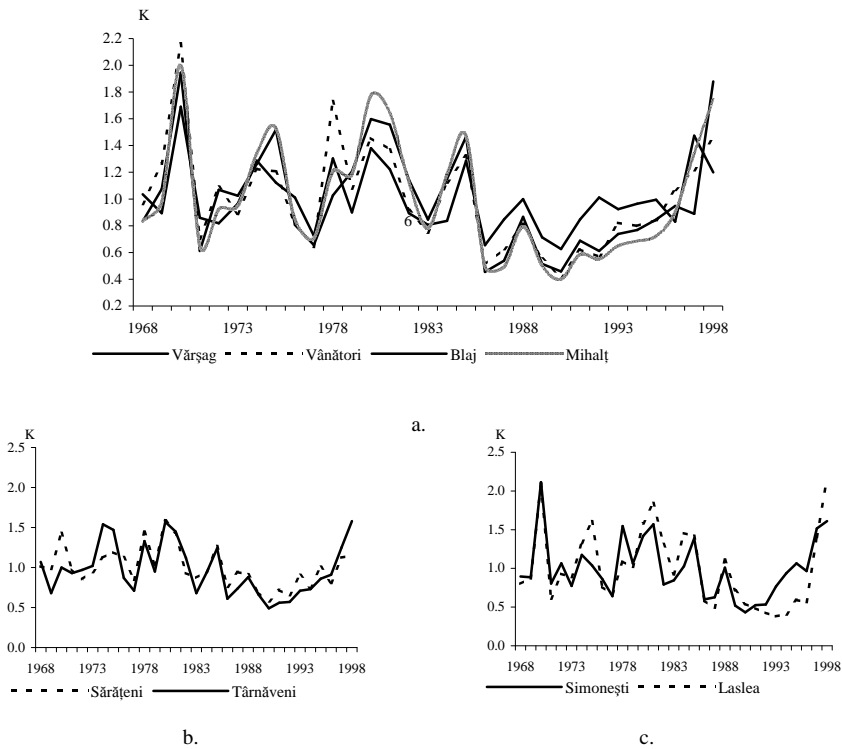 K
2.2
2.0
1.8
1.6
1.4
1.2
1.0
0.8
0.6
0.4
0.2
6
1968 1973 1978 1983 1988 1993 1998
Vărşag Vânători Blaj Mihalţ
a.
K
2.5
2.0
1.5
1.0
0.5
0.0
1968 1973 1978 1983 1988 1993 1998
Sărăţeni Târnăveni
b.
K
2.5
2.0
1.5
1.0
0.5
0.0
1968 1973 1978 1983 1988 1993 1998
Simoneşti Laslea
c.